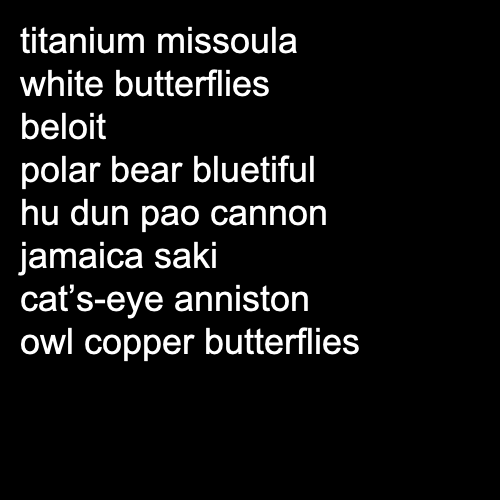 titanium missoula
white butterflies
beloit
polar bear bluetiful
hu dun pao cannon
jamaica saki
cat’s-eye anniston
owl copper butterflies